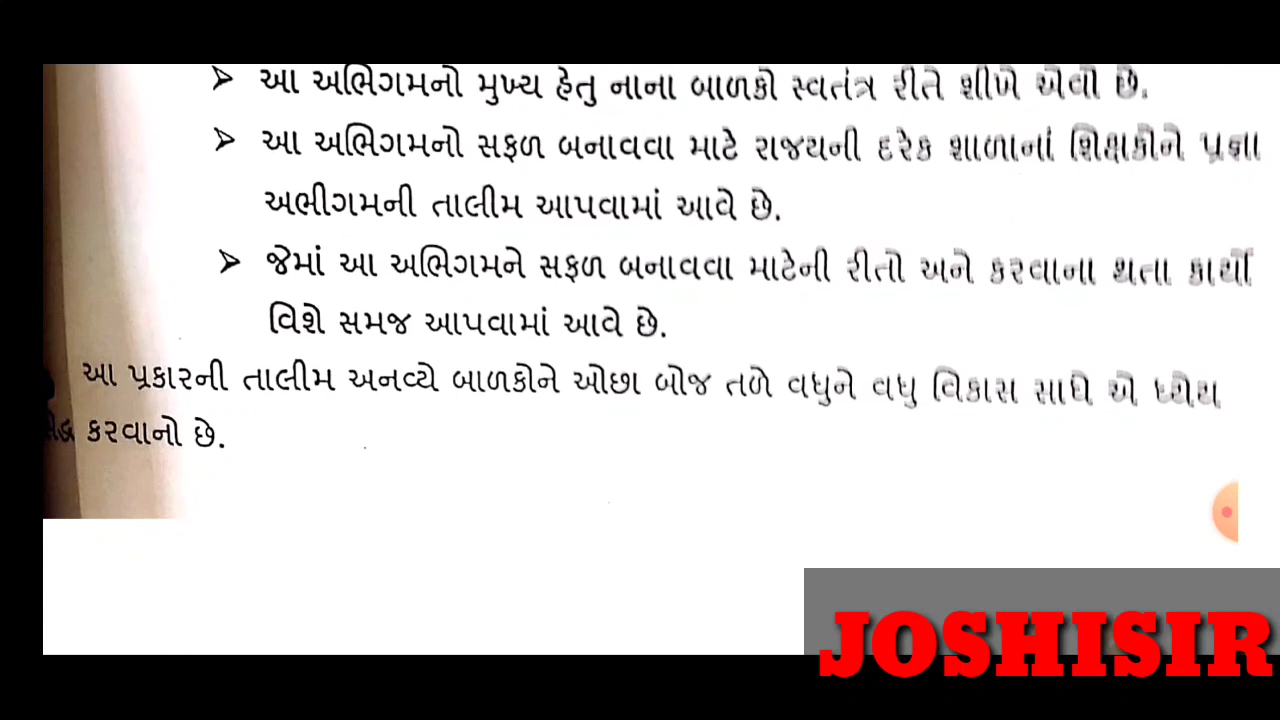 ➢ આ અભિગમનો મુખ્ય હેતુ નાના બાળકો સ્વતંત્ર રીતે શીખે એવો છે.
➢ આ અભિગમનો સફળ બનાવવા માટે રાજયની દરેક શાળાનાં શિક્ષકોને પ્રજ્ઞા
અભીગમની તાલીમ આપવામાં આવે છે.
➢ જેમાં આ અભિગમને સફળ બનાવવા માટેની રીતો અને કરવાના થતા કાર્યો
વિશે સમજ આપવામાં આવે છે.
આ પ્રકારની તાલીમ અનવ્યે બાળકોને ઓછા બોજ તળે વધુને વધુ વિકાસ સાધે એ ધ્યેય
કરવાનો છે.
JOSHISIR